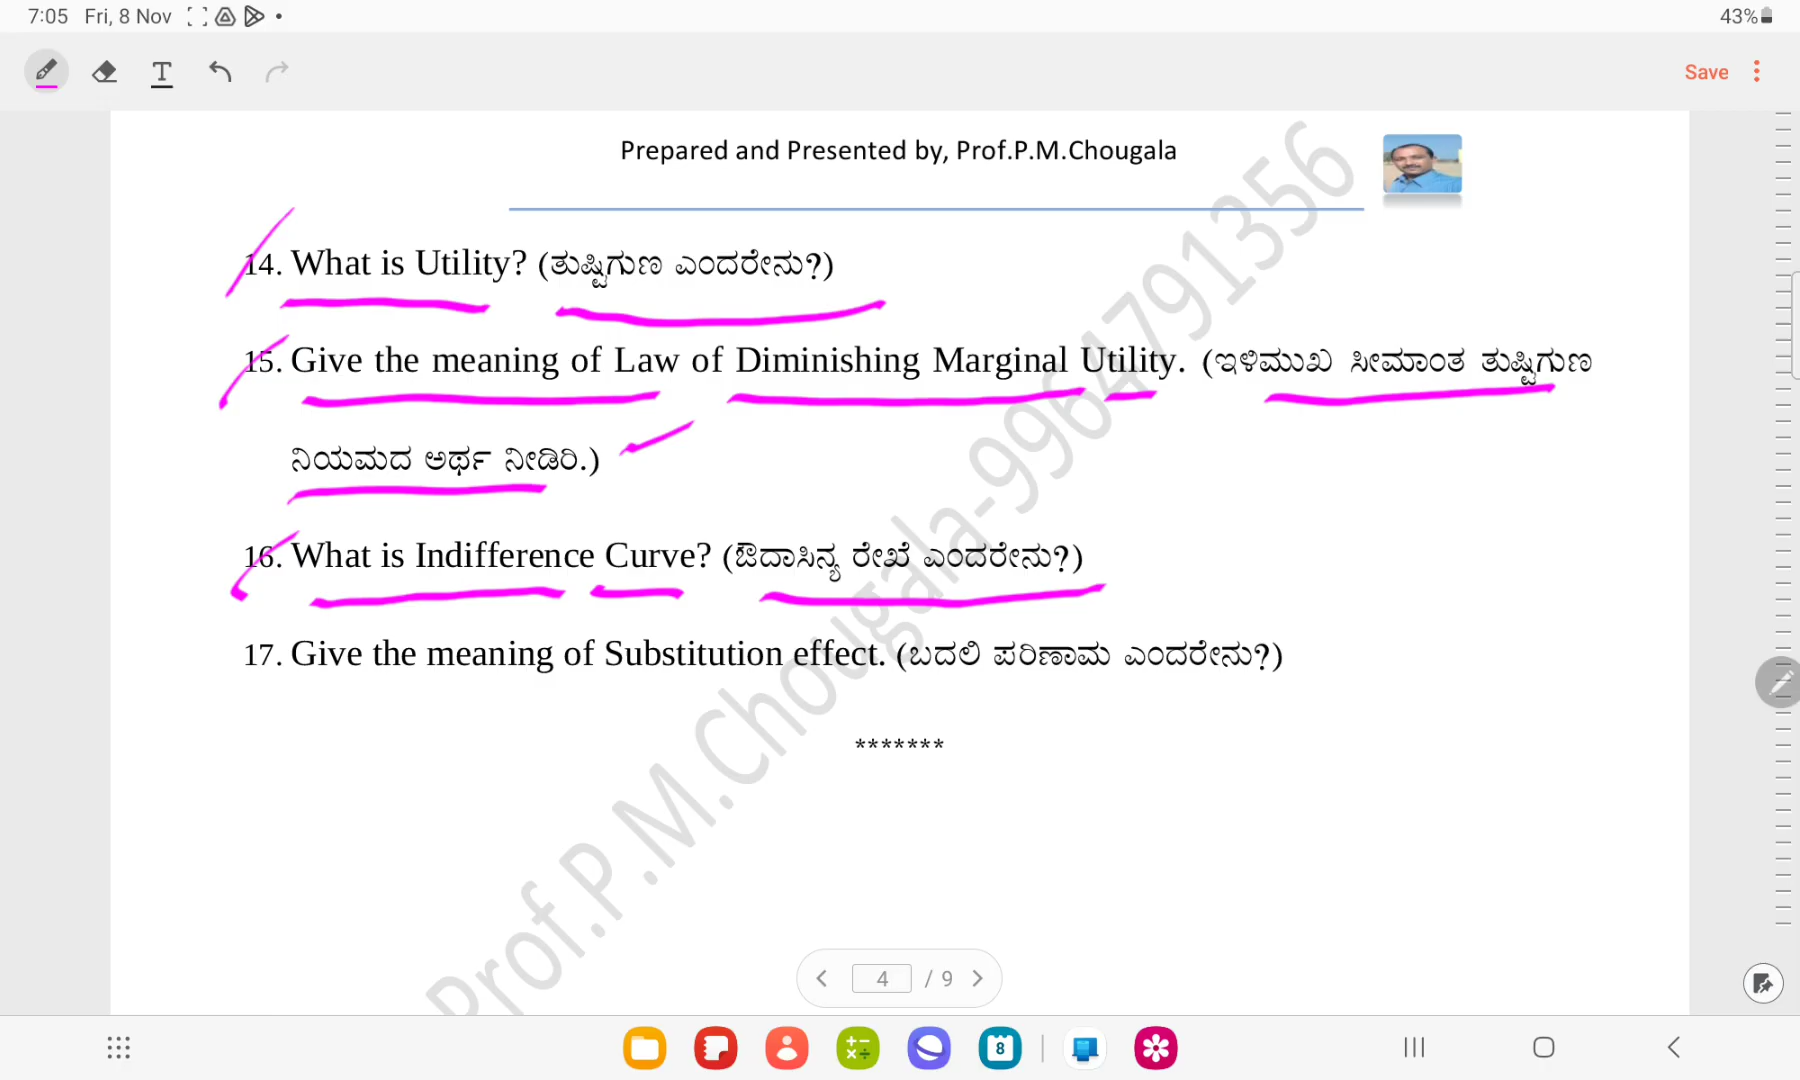 7:05 Fri, 8 Nov
43%
T
Save
Prepared and Presented by, Prof.P.M.Chougala
14. What is Utility? (ತುಷ್ಟಿಗುಣ ಎಂದರೇನು?)
15. Give the meaning of Law of Diminishing Marginal Utility. (ಇಳಿಮುಖ ಸೀಮಾಂತ ತುಷ್ಟಿಗುಣ
ನಿಯಮದ ಅರ್ಥ ನೀಡಿರಿ.)
16. What is Indifference Curve? (ಔದಾಸಿನ್ಯ ರೇಖೆ ಎಂದರೇನು?)
17. Give the meaning of Substitution effect. (ಬದಲಿ ಪರಿಣಾಮ ಎಂದರೇನು?)
*******
Prof.P.M.Chougala-9964791356
4 / 9
8